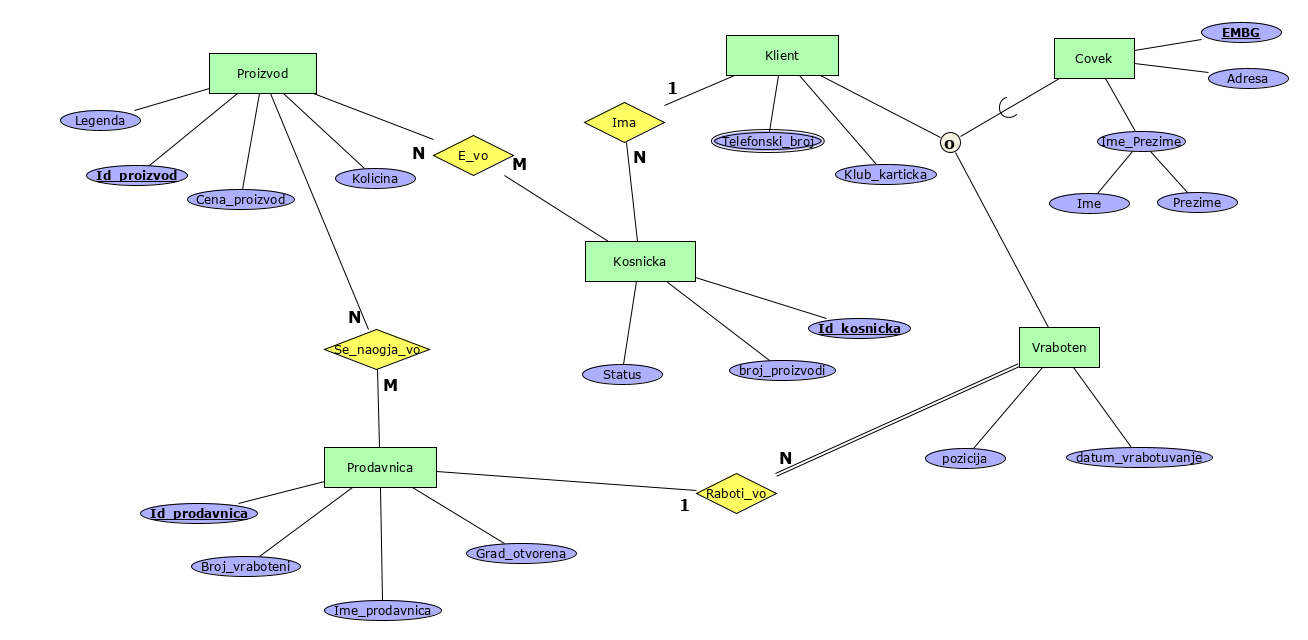 EMBG
Klient
Covek
Proizvod
Adresa
1
Legenda
Ima
Telefonski_broj
o
Ime_Prezime
N
E_vo
M
N
Id_proizvod
Kolicina
Klub_karticka
Cena_proizvod
Ime
Prezime
Kosnicka
N
Id_kosnicka
Se_naogja_vo
Vraboten
M
Status
broj_proizvodi
Prodavnica
N
pozicija
datum_vrabotuvanje
Raboti_vo
1
Id_prodavnica
Grad_otvorena
Broj_vraboteni
Ime_prodavnica